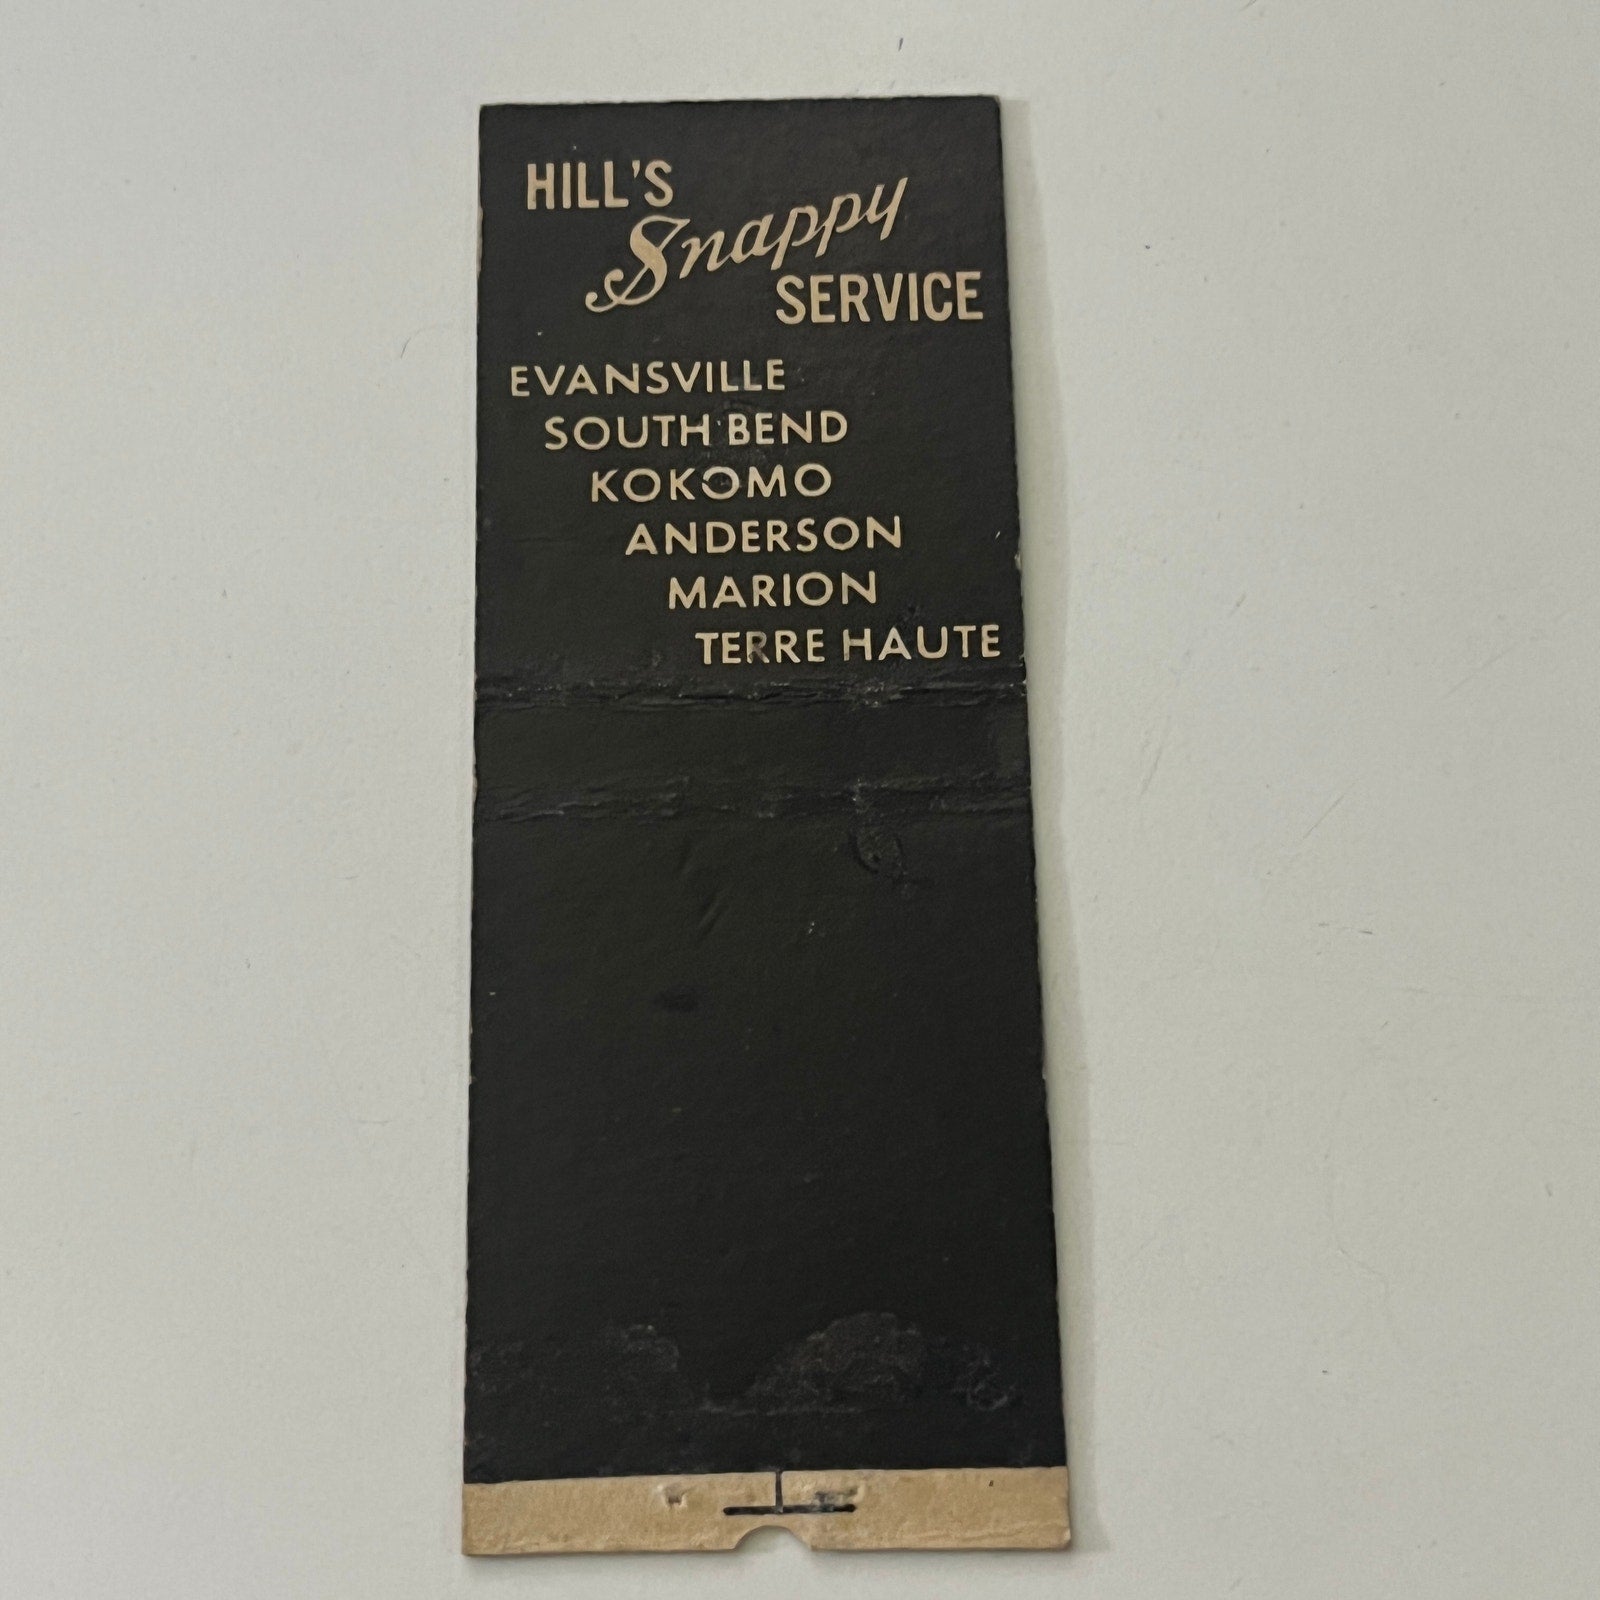 HILL'S
Snappy
SERVICE
EVANSVILLE
SOUTH BEND
KOKOMO
ANDERSON
MARION
TERRE HAUTE